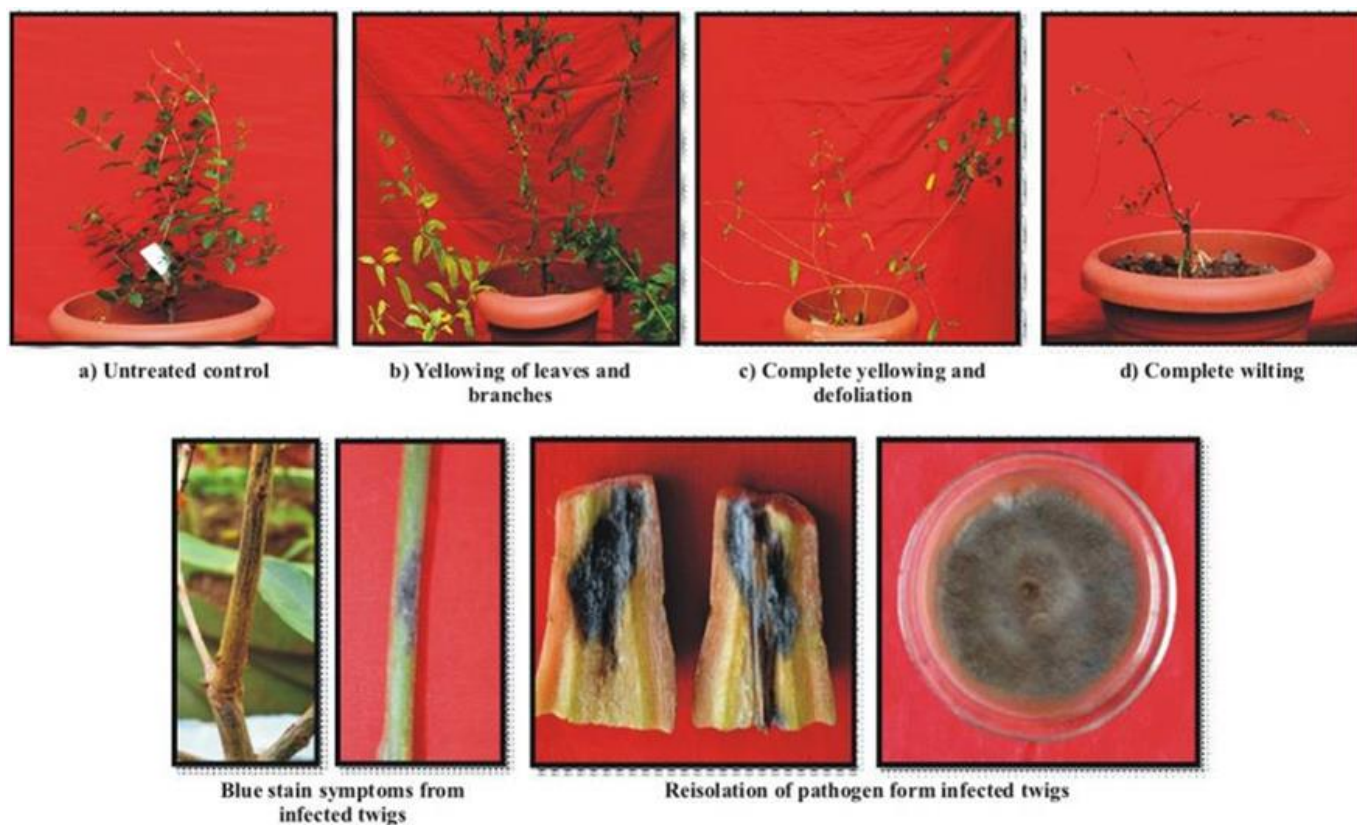 a) Untreated control
b) Yellowing of leaves and
branches
c) Complete yellowing and
defoliation
d) Complete wilting
Blue stain symptoms from
infected twigs
Reisolation of pathogen form infected twigs